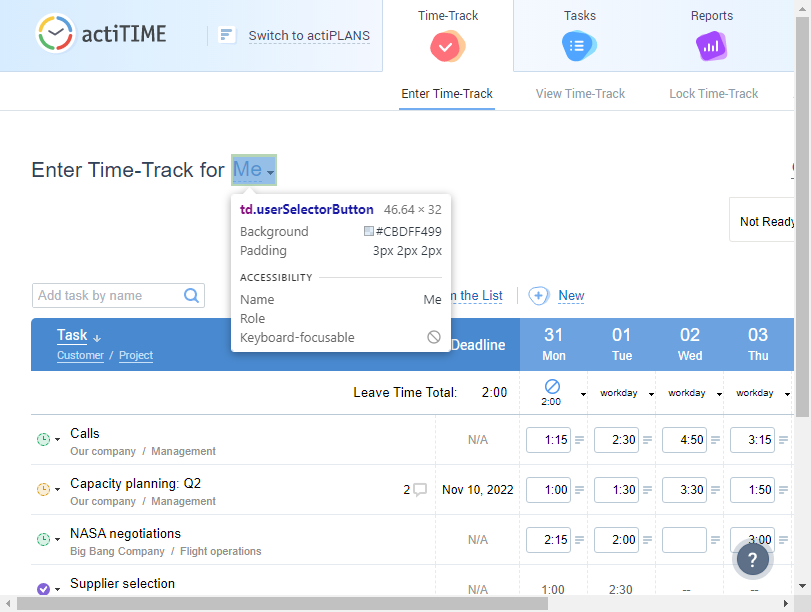 actiTIME
Switch to actiPLANS
Time-Track
Tasks
Reports
Enter Time-Track
View Time-Track
Lock Time-Track
Enter Time-Track for Me
td.userSelectorButton 46.64 × 32
Background #CBDFF499
Padding 3px 2px 2px
ACCESSIBILITY
Name Me
Role
Keyboard-focusable
Not Ready
Add task by name
the List
New
Task
Customer / Project
Deadline
31 01 02 03
Mon Tue Wed Thu
Leave Time Total: 2:00
2:00 workday workday workday
Calls
Our company / Management
N/A 1:15 2:30 4:50 3:15
Capacity planning: Q2
Our company / Management
2 Nov 10, 2022 1:00 1:30 3:30 1:50
NASA negotiations
Big Bang Company / Flight operations
N/A 2:15 2:00 3:00
?
Supplier selection
N/A 1:00 2:30 -- --